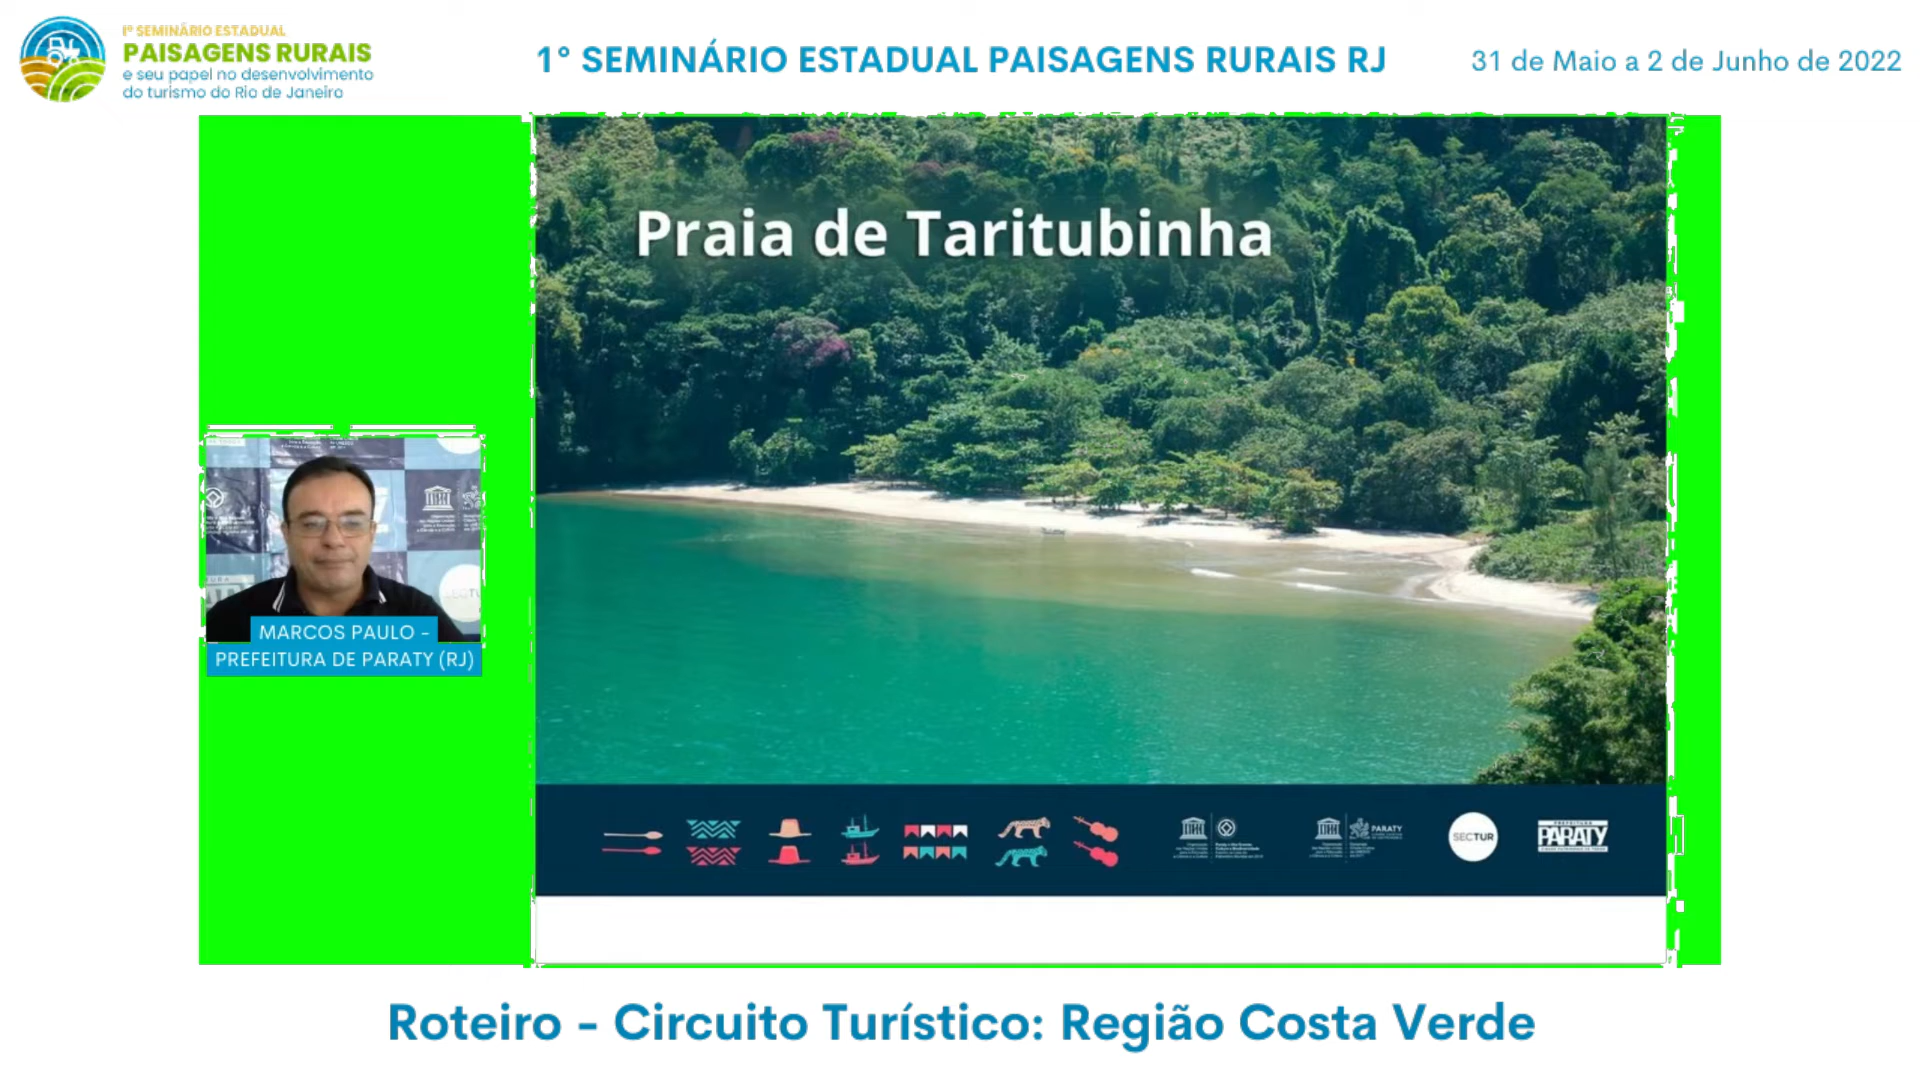 1º SEMINÁRIO ESTADUAL
PAISAGENS RURAIS
e seu papel no desenvolvimento
do turismo do Rio de Janeiro
1° SEMINÁRIO ESTADUAL PAISAGENS RURAIS RJ
31 de Maio a 2 de Junho de 2022
Praia de Taritubinha
MARCOS PAULO -
PREFEITURA DE PARATY (RJ)
PARATY
SECTUR
PREFEITURA
PARATY
Roteiro - Circuito Turístico: Região Costa Verde